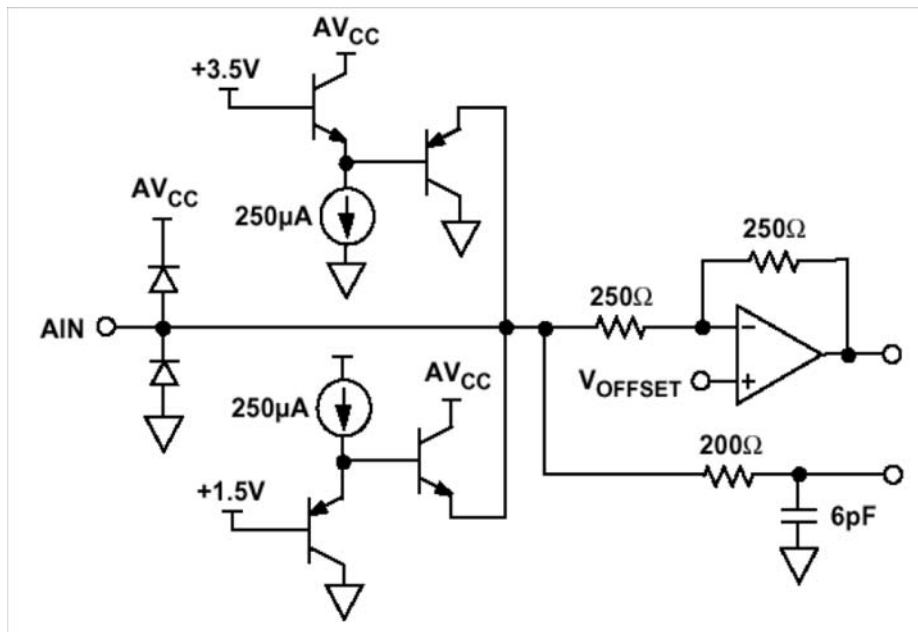 AVCC
+3.5V
AVCC
250µA
250Ω
250Ω
AIN
−
AVCC
VOFFSET
+
250µA
200Ω
+1.5V
6pF